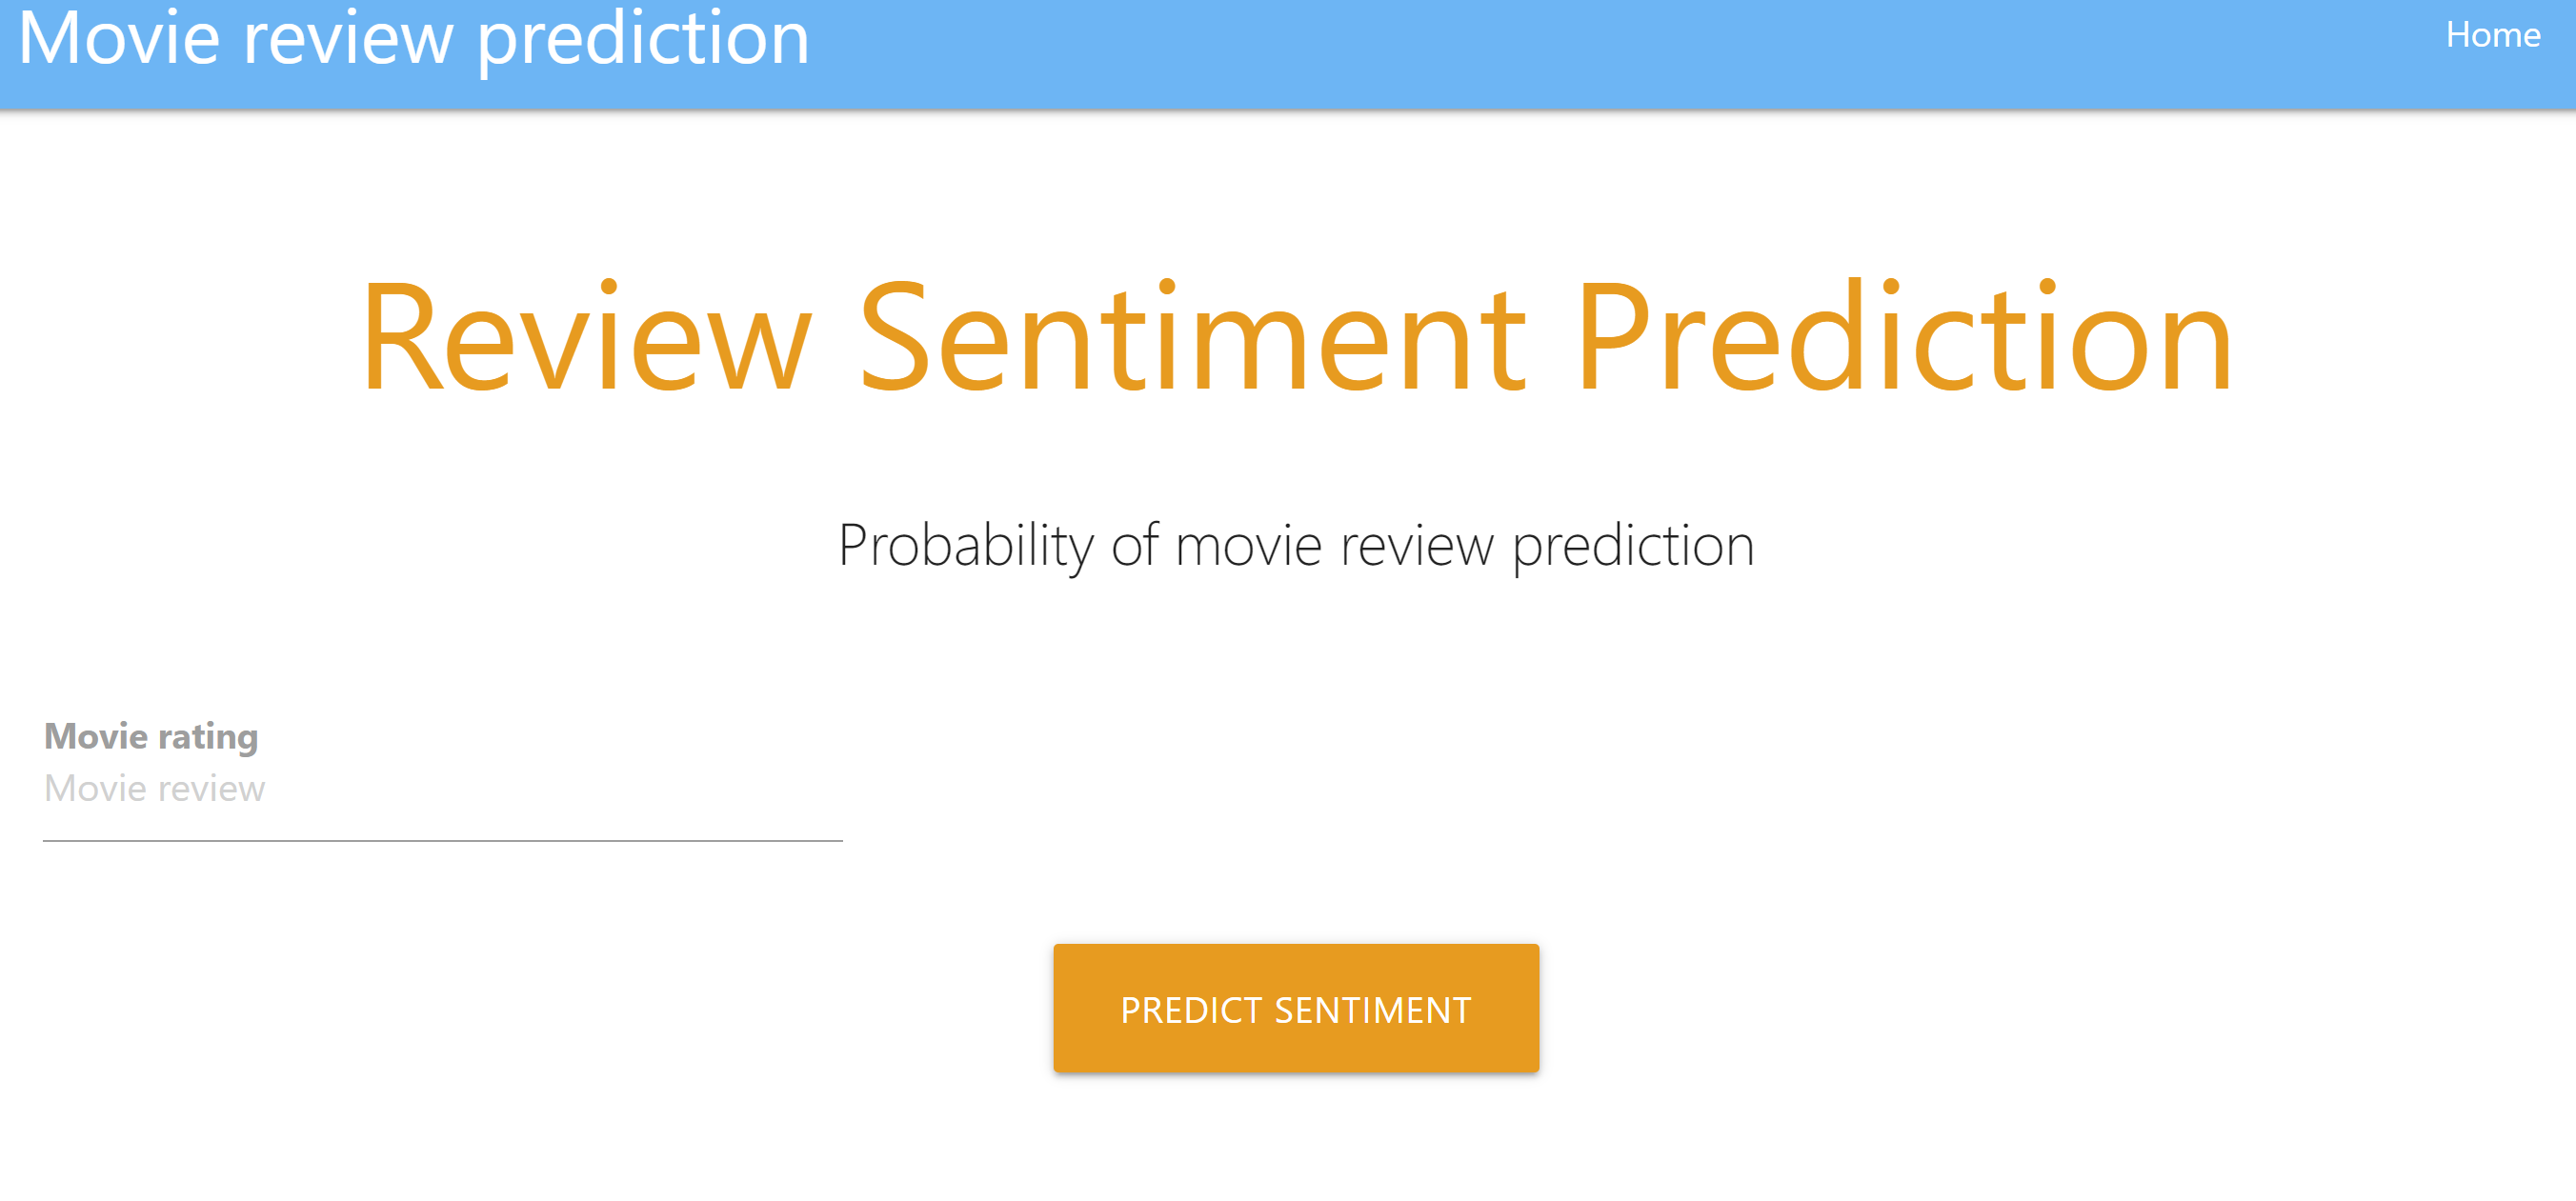 Movie review prediction
Home
Review Sentiment Prediction
Probability of movie review prediction
Movie rating
Movie review
PREDICT SENTIMENT